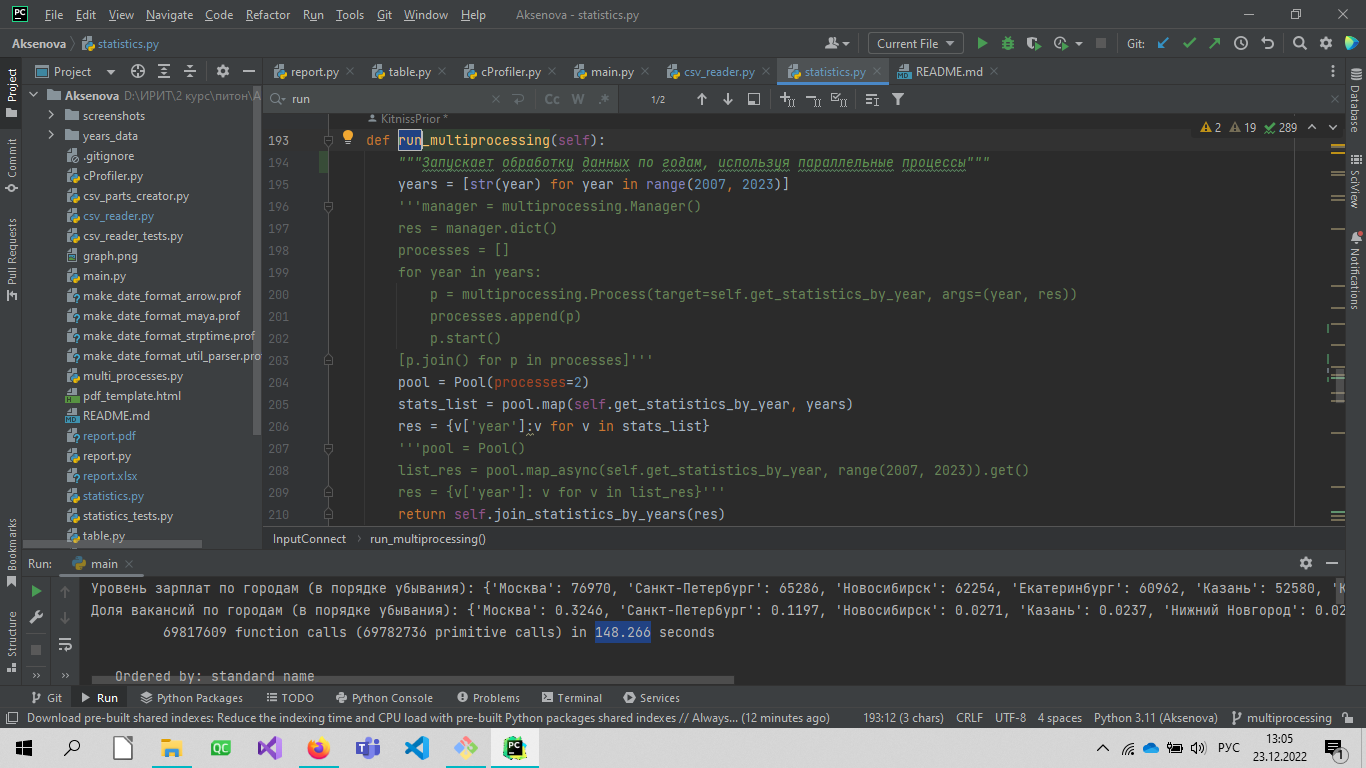 PC File Edit View Navigate Code Refactor Run Tools Git Window Help Aksenova - statistics.py
Aksenova statistics.py Current File Git:
Project report.py table.py cProfiler.py main.py csv_reader.py statistics.py README.md
run Cc W .* 1/2
Project
Commit
Pull Requests
Bookmarks
Structure
Aksenova D:\ИРИТ\2 курс\питон\A
screenshots
years_data
.gitignore
cProfiler.py
csv_parts_creator.py
csv_reader.py
csv_reader_tests.py
graph.png
main.py
make_date_format_arrow.prof
make_date_format_maya.prof
make_date_format_strptime.prof
make_date_format_util_parser.pro
multi_processes.py
pdf_template.html
README.md
report.pdf
report.py
report.xlsx
statistics.py
statistics_tests.py
table.py
KitnissPrior *
2 19 289
193 def run_multiprocessing(self):
194 """Запускает обработку данных по годам, используя параллельные процессы"""
195 years = [str(year) for year in range(2007, 2023)]
196 '''manager = multiprocessing.Manager()
197 res = manager.dict()
198 processes = []
199 for year in years:
200 p = multiprocessing.Process(target=self.get_statistics_by_year, args=(year, res))
201 processes.append(p)
202 p.start()
203 [p.join() for p in processes]'''
204 pool = Pool(processes=2)
205 stats_list = pool.map(self.get_statistics_by_year, years)
206 res = {v['year']:v for v in stats_list}
207 '''pool = Pool()
208 list_res = pool.map_async(self.get_statistics_by_year, range(2007, 2023)).get()
209 res = {v['year']: v for v in list_res}'''
210 return self.join_statistics_by_years(res)
InputConnect run_multiprocessing()
Database
SciView
Notifications
Run: main
Уровень зарплат по городам (в порядке убывания): {'Москва': 76970, 'Санкт-Петербург': 65286, 'Новосибирск': 62254, 'Екатеринбург': 60962, 'Казань': 52580, 'К
Доля вакансий по городам (в порядке убывания): {'Москва': 0.3246, 'Санкт-Петербург': 0.1197, 'Новосибирск': 0.0271, 'Казань': 0.0237, 'Нижний Новгород': 0.02
69817609 function calls (69782736 primitive calls) in 148.266 seconds
Ordered by: standard name
Git Run Python Packages TODO Python Console Problems Terminal Services
Download pre-built shared indexes: Reduce the indexing time and CPU load with pre-built Python packages shared indexes // Always... (12 minutes ago) 193:12 (3 chars) CRLF UTF-8 4 spaces Python 3.11 (Aksenova) multiprocessing
QC PC РУС 13:05
23.12.2022 1